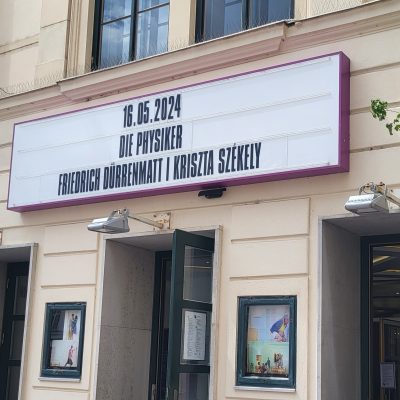 16.05.2024
DIE PHYSIKER
FRIEDRICH DÜRRENMATT | KRISZTA SZÉKELY